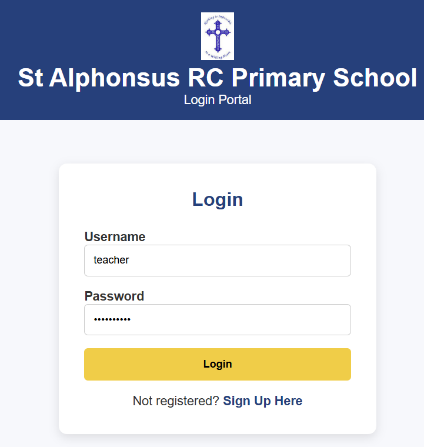 St Alphonsus RC Primary School
Login Portal
Login
Username
teacher
Password
••••••••••
Login
Not registered? Sign Up Here